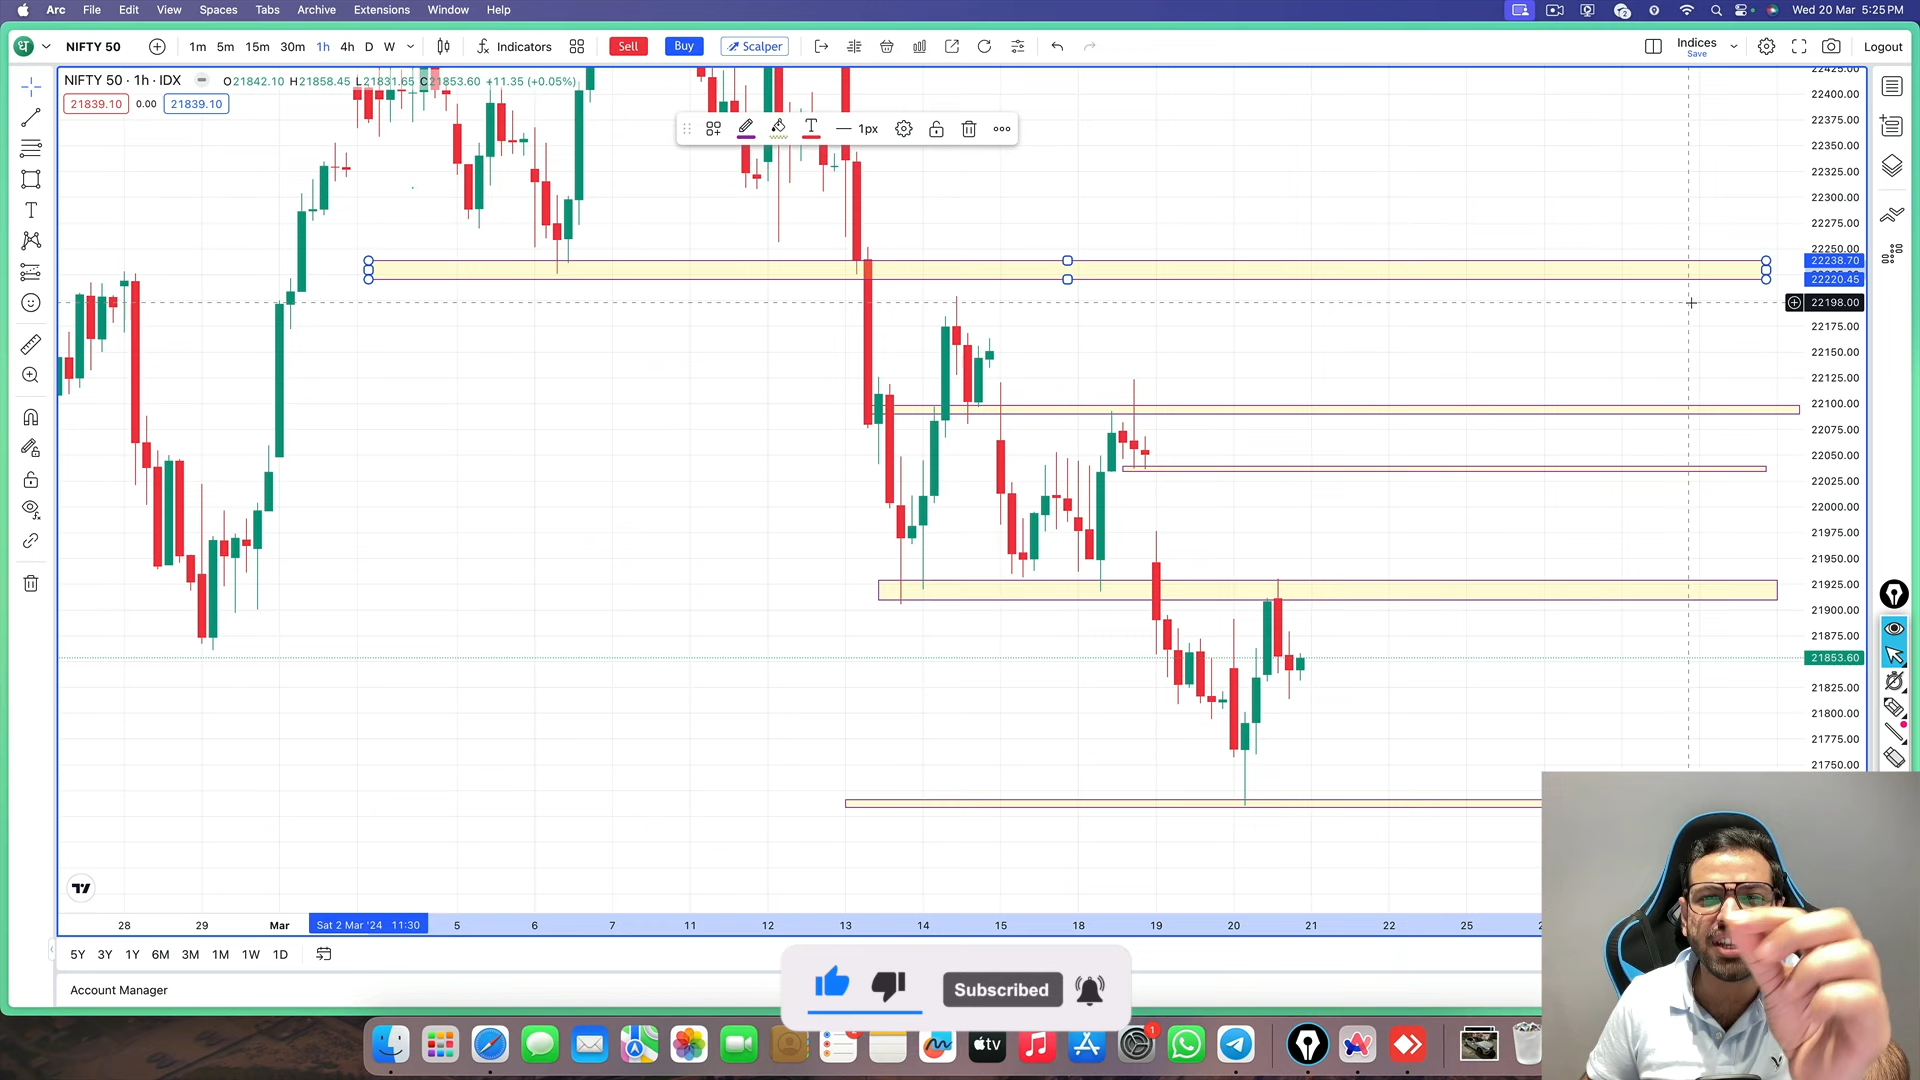 Arc File Edit View Spaces Tabs Archive Extensions Window Help
Wed 20 Mar 5:25 PM
NIFTY 50 1m 5m 15m 30m 1h 4h D W Indicators Sell Buy Scalper Indices Save Logout
NIFTY 50 · 1h · IDX O21842.10 H21858.45 L21831.65 C21853.60 +11.35 (+0.05%)
21839.10 0.00 21839.10
1px
22425.00
22400.00
22375.00
22350.00
22325.00
22300.00
22275.00
22250.00
22238.70
22220.45
22198.00
22175.00
22150.00
22125.00
22100.00
22075.00
22050.00
22025.00
22000.00
21975.00
21950.00
21925.00
21900.00
21875.00
21853.60
21825.00
21800.00
21775.00
21750.00
28 29 Mar Sat 2 Mar '24 11:30 5 6 7 11 12 13 14 15 18 19 20 21 22 25
5Y 3Y 1Y 6M 3M 1M 1W 1D
Account Manager
Subscribed
tv
1